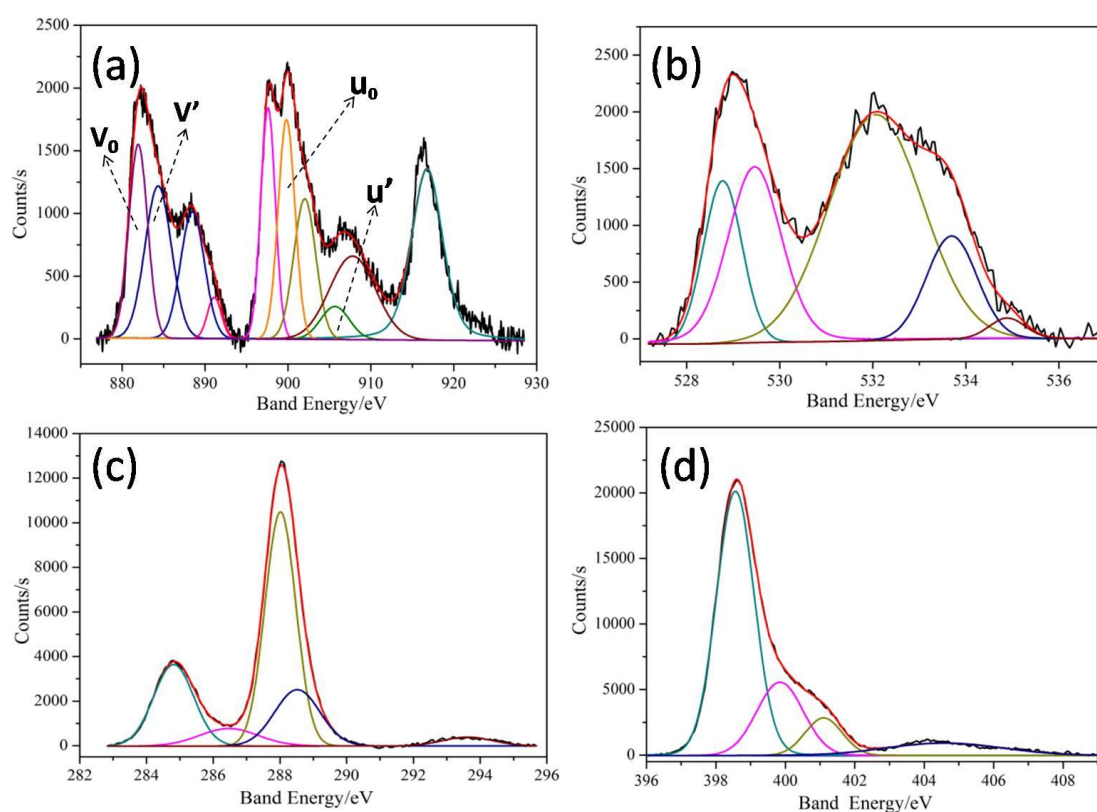 (a)
V₀
V’
u₀
u’
Counts/s
2500
2000
1500
1000
500
0
880 890 900 910 920 930
Band Energy/eV
(b)
Counts/s
2500
2000
1500
1000
500
0
528 530 532 534 536
Band Energy/eV
(c)
Counts/s
14000
12000
10000
8000
6000
4000
2000
0
282 284 286 288 290 292 294 296
Band Energy/eV
(d)
Counts/s
25000
20000
15000
10000
5000
0
396 398 400 402 404 406 408
Band Energy/eV